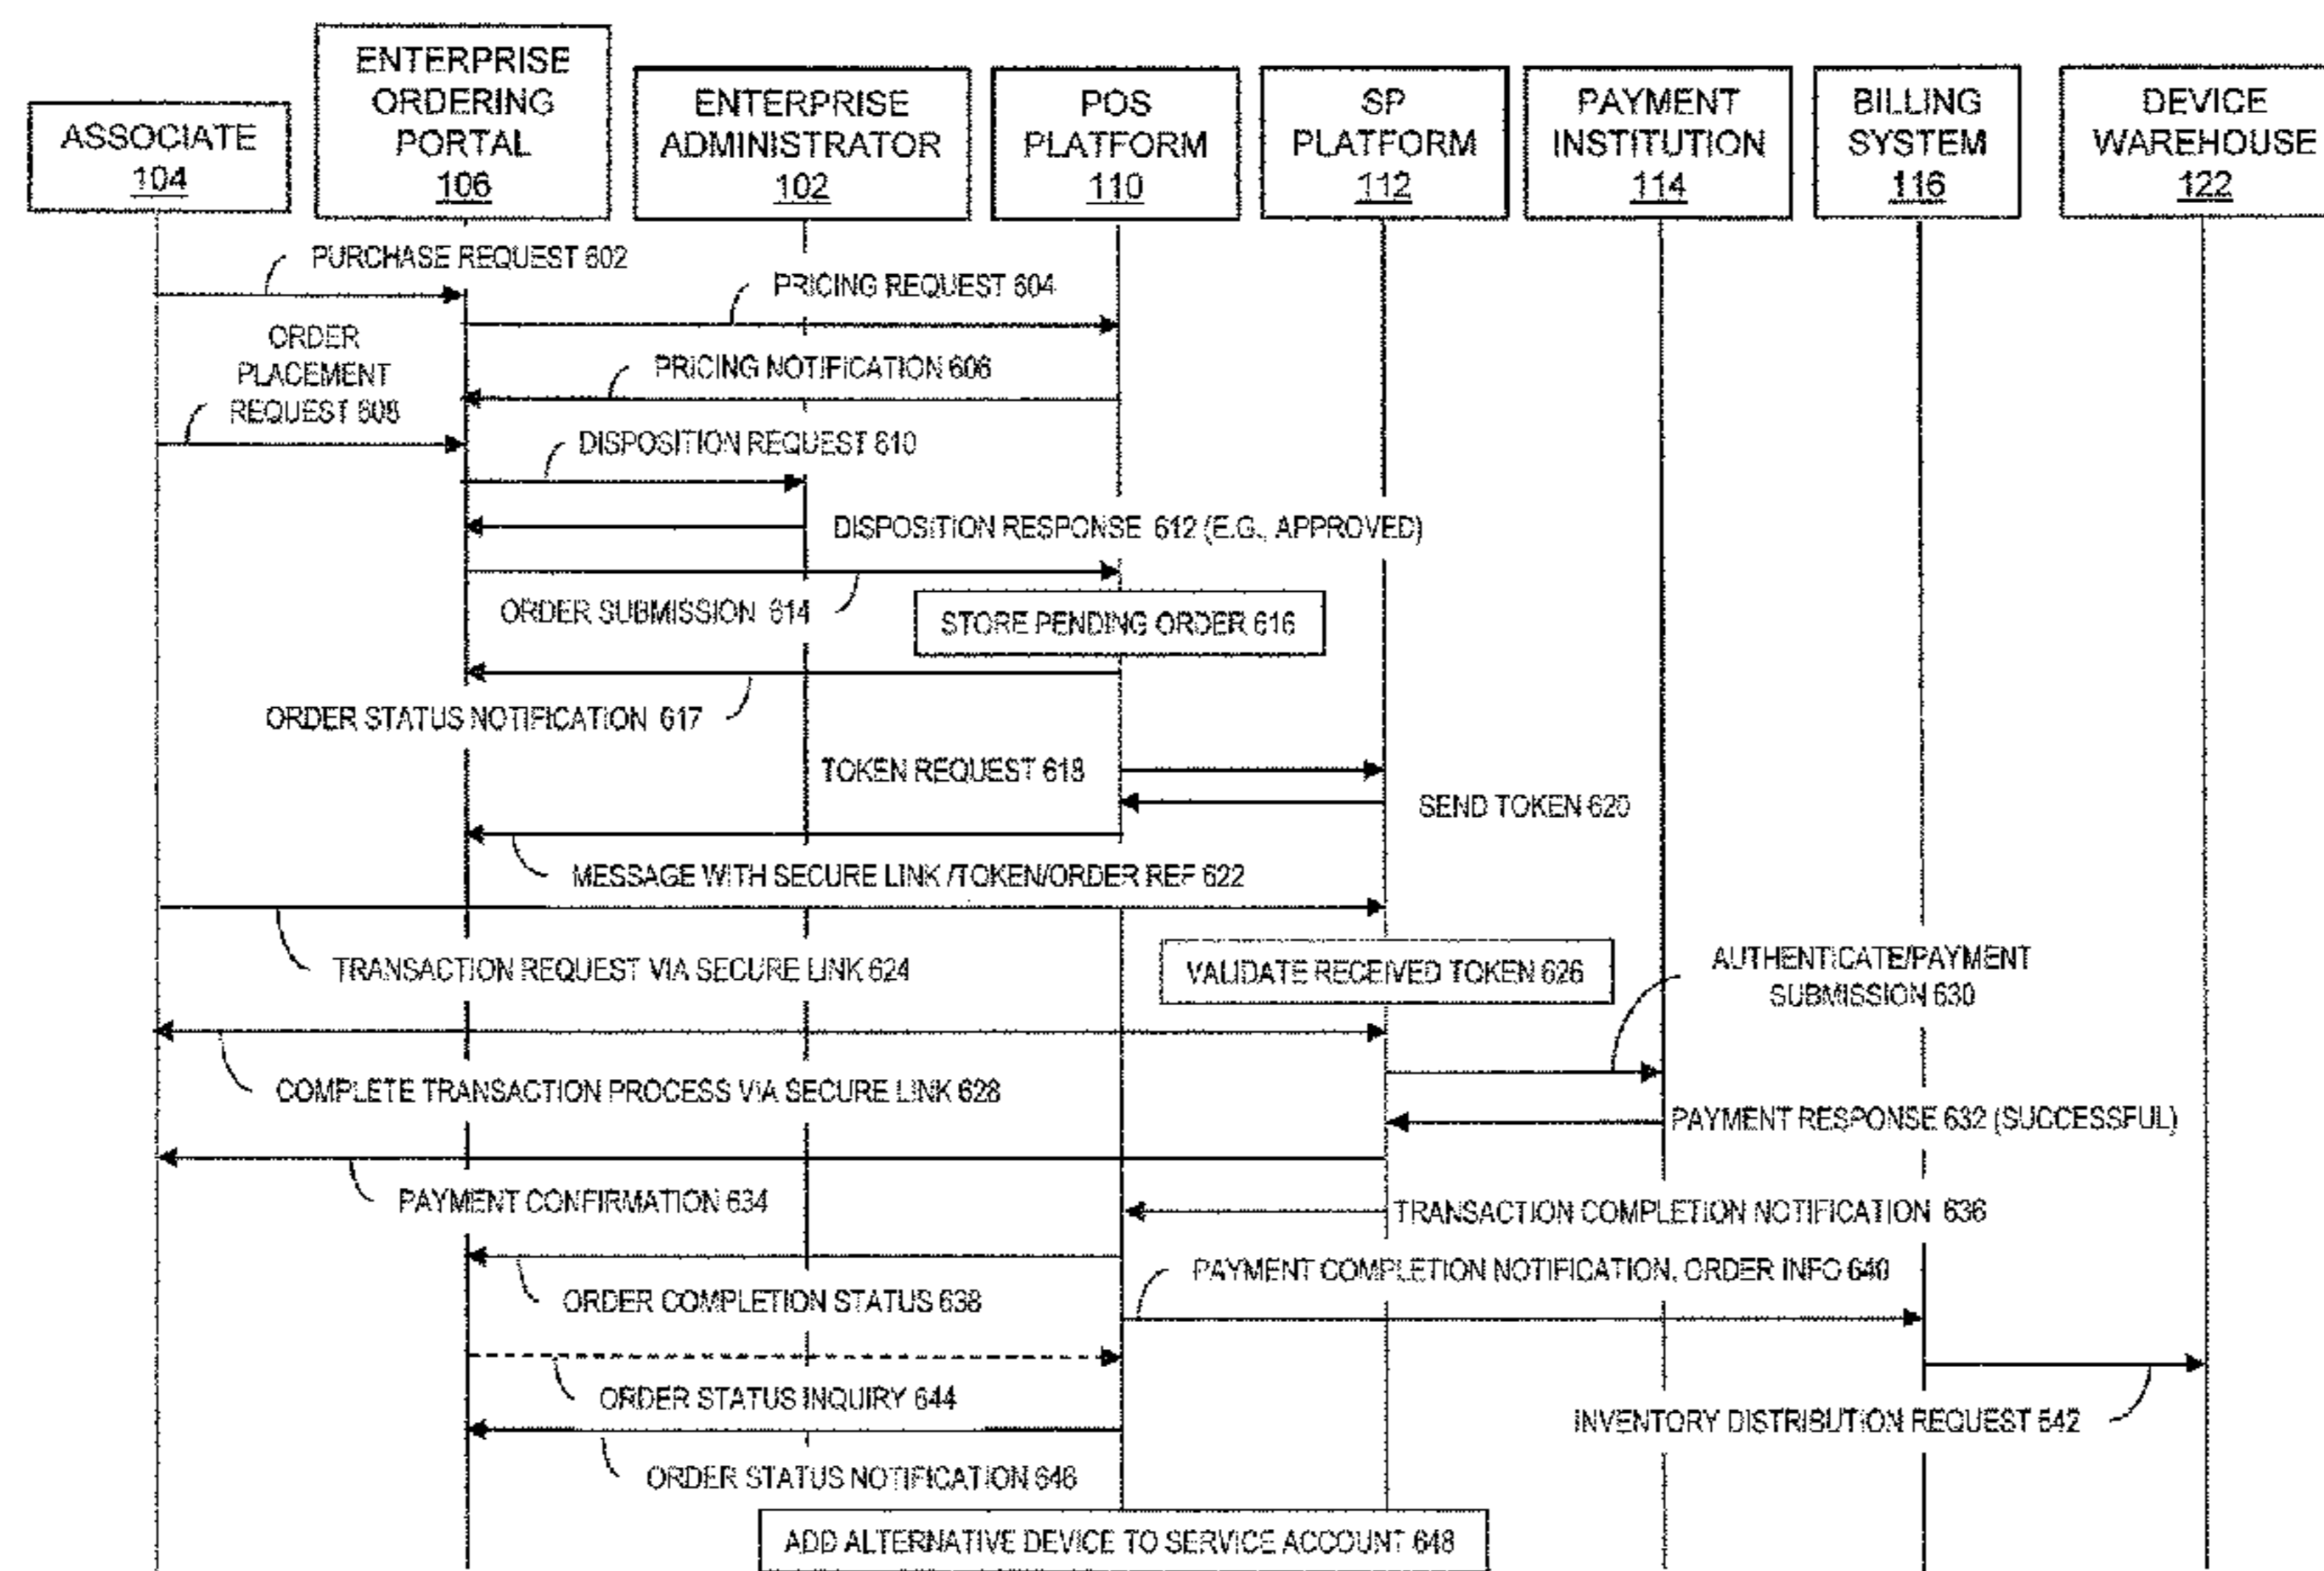 ASSOCIATE
104
ENTERPRISE
ORDERING
PORTAL
106
ENTERPRISE
ADMINISTRATOR
102
POS
PLATFORM
110
SP
PLATFORM
112
PAYMENT
INSTITUTION
114
BILLING
SYSTEM
116
DEVICE
WAREHOUSE
122
PURCHASE REQUEST 602
PRICING REQUEST 604
ORDER
PLACEMENT
REQUEST 608
PRICING NOTIFICATION 606
DISPOSITION REQUEST 610
DISPOSITION RESPONSE 612 (E.G., APPROVED)
ORDER SUBMISSION 614
STORE PENDING ORDER 616
ORDER STATUS NOTIFICATION 617
TOKEN REQUEST 618
SEND TOKEN 620
MESSAGE WITH SECURE LINK /TOKEN/ORDER REF 622
TRANSACTION REQUEST VIA SECURE LINK 624
VALIDATE RECEIVED TOKEN 626
AUTHENTICATE/PAYMENT
SUBMISSION 630
COMPLETE TRANSACTION PROCESS VIA SECURE LINK 628
PAYMENT RESPONSE 632 (SUCCESSFUL)
PAYMENT CONFIRMATION 634
TRANSACTION COMPLETION NOTIFICATION 636
PAYMENT COMPLETION NOTIFICATION, ORDER INFO 640
ORDER COMPLETION STATUS 638
ORDER STATUS INQUIRY 644
INVENTORY DISTRIBUTION REQUEST 642
ORDER STATUS NOTIFICATION 646
ADD ALTERNATIVE DEVICE TO SERVICE ACCOUNT 648